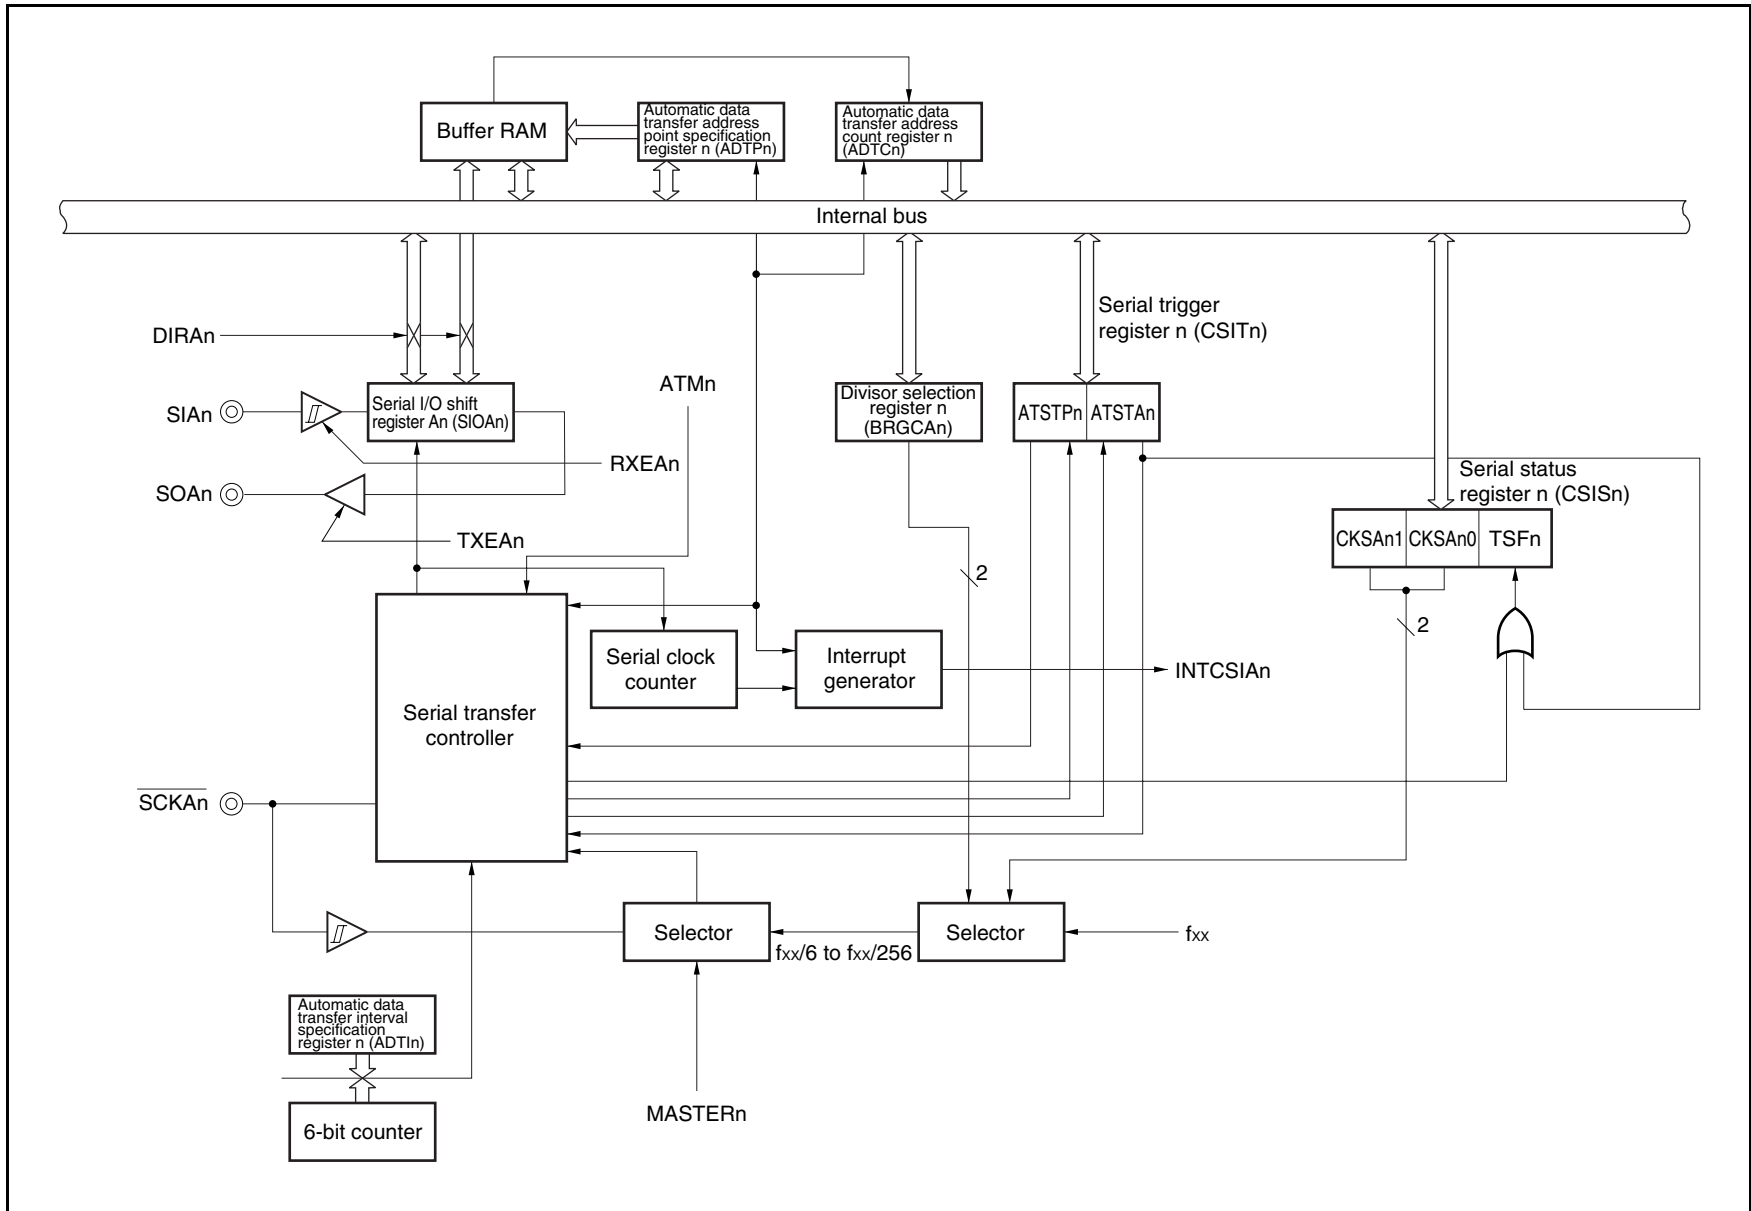 Buffer RAM
Automatic data
transfer address
point specification
register n (ADTPn)
Automatic data
transfer address
count register n
(ADTCn)
Internal bus
DIRAn
Serial trigger
register n (CSITn)
ATMn
SIAn
Serial I/O shift
register An (SIOAn)
Divisor selection
register n
(BRGCAn)
ATSTPn
ATSTAn
RXEAn
SOAn
Serial status
register n (CSISn)
TXEAn
CKSAn1
CKSAn0
TSFn
2
2
Serial clock
counter
Interrupt
generator
INTCSIAn
Serial transfer
controller
SCKAn
Selector
fxx/6 to fxx/256
Selector
fxx
Automatic data
transfer interval
specification
register n (ADTIn)
MASTERn
6-bit counter